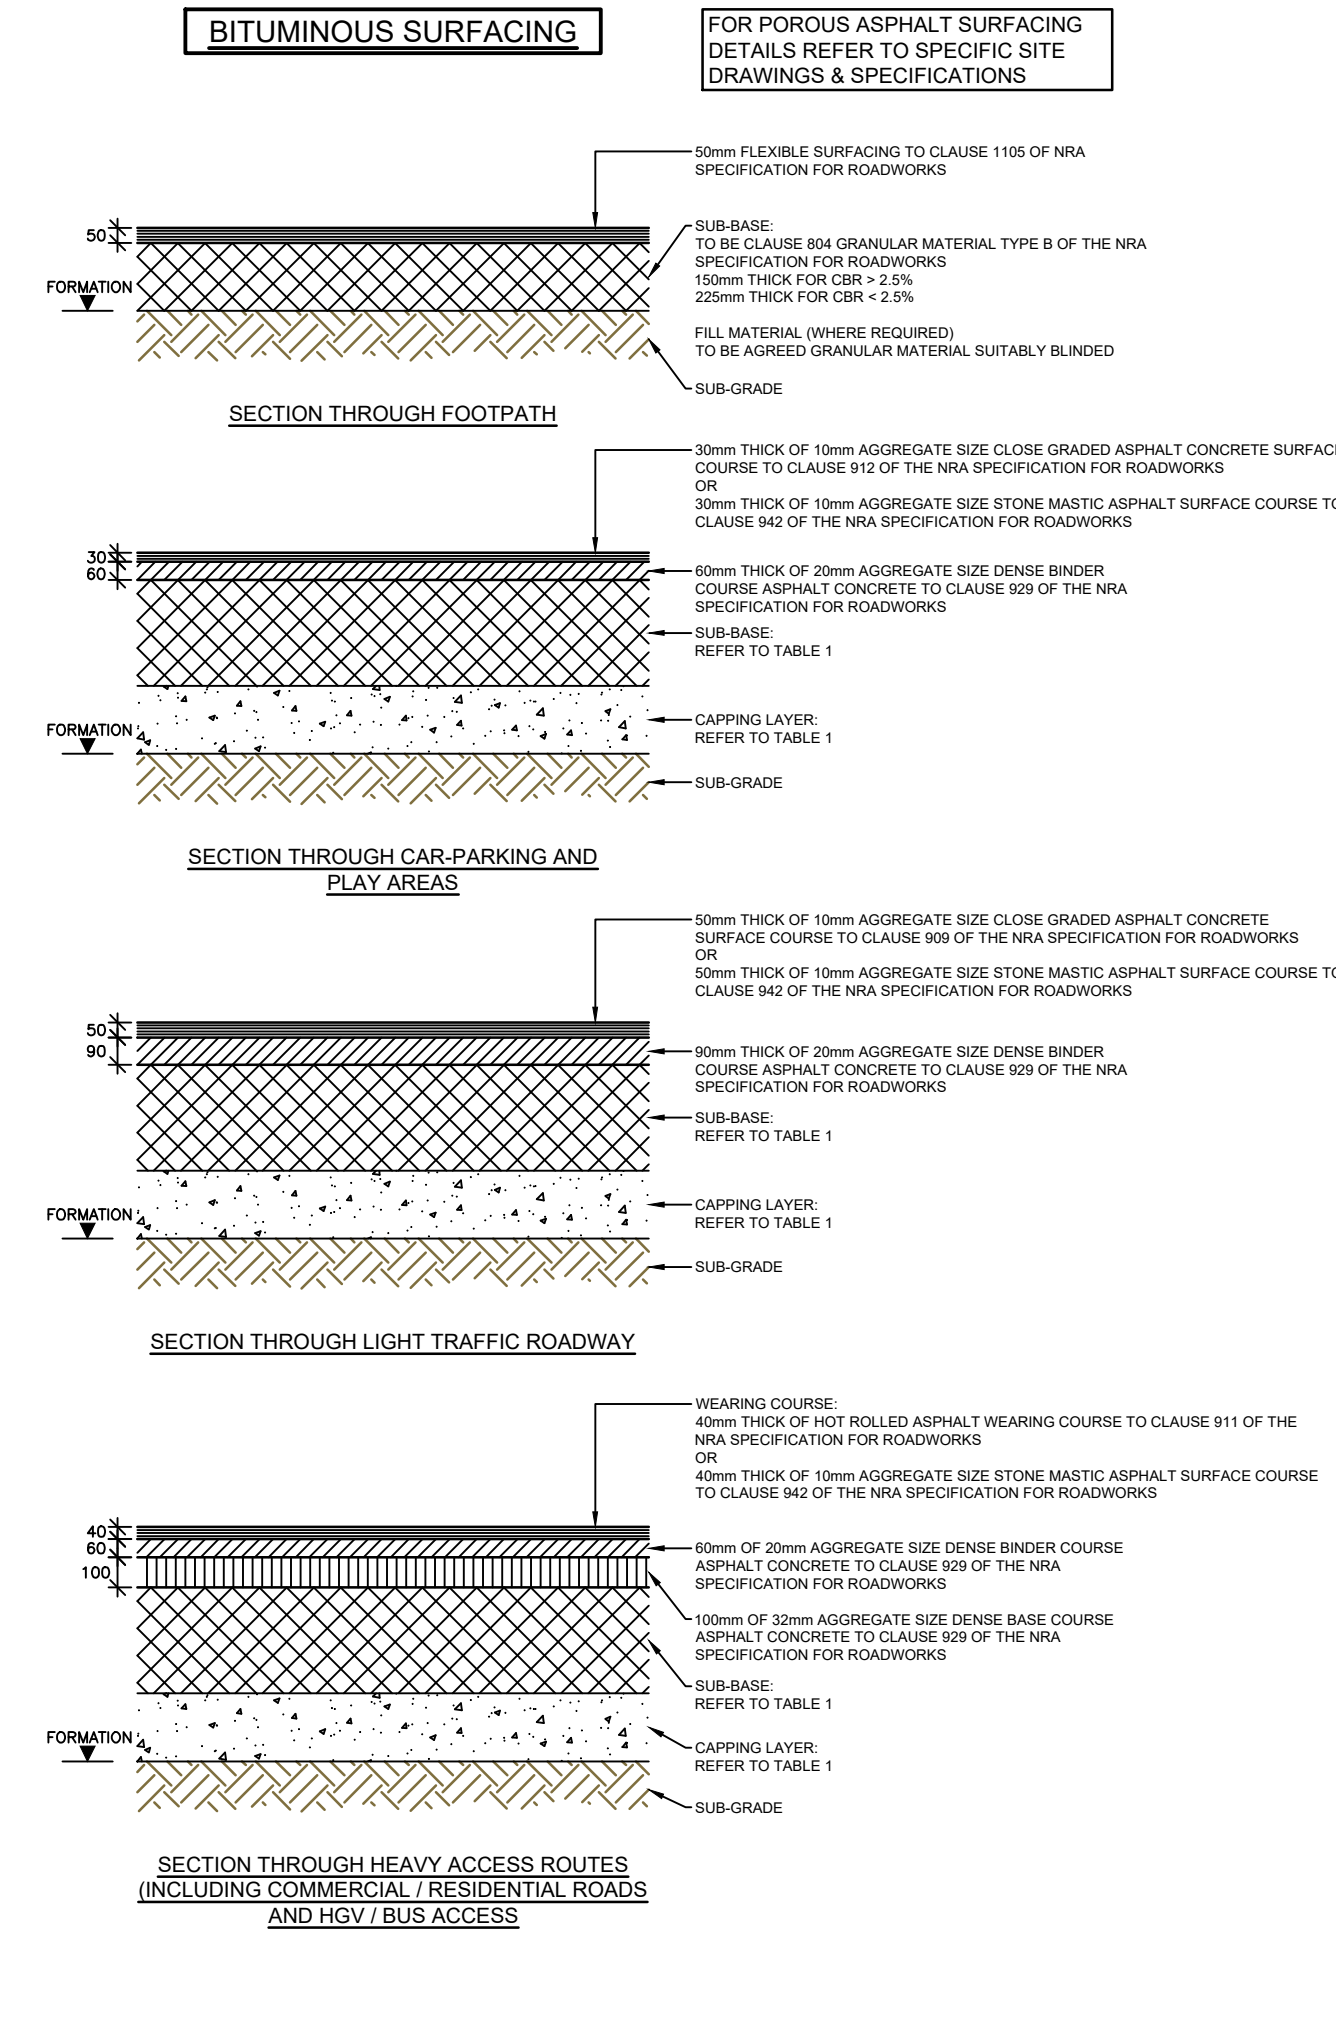 BITUMINOUS SURFACING
FOR POROUS ASPHALT SURFACING
DETAILS REFER TO SPECIFIC SITE
DRAWINGS & SPECIFICATIONS
50mm FLEXIBLE SURFACING TO CLAUSE 1105 OF NRA
SPECIFICATION FOR ROADWORKS
50
FORMATION
SUB-BASE:
TO BE CLAUSE 804 GRANULAR MATERIAL TYPE B OF THE NRA
SPECIFICATION FOR ROADWORKS
150mm THICK FOR CBR > 2.5%
225mm THICK FOR CBR < 2.5%
FILL MATERIAL (WHERE REQUIRED)
TO BE AGREED GRANULAR MATERIAL SUITABLY BLINDED
SUB-GRADE
SECTION THROUGH FOOTPATH
30mm THICK OF 10mm AGGREGATE SIZE CLOSE GRADED ASPHALT CONCRETE SURFAC
COURSE TO CLAUSE 912 OF THE NRA SPECIFICATION FOR ROADWORKS
OR
30mm THICK OF 10mm AGGREGATE SIZE STONE MASTIC ASPHALT SURFACE COURSE TO
CLAUSE 942 OF THE NRA SPECIFICATION FOR ROADWORKS
30
60
60mm THICK OF 20mm AGGREGATE SIZE DENSE BINDER
COURSE ASPHALT CONCRETE TO CLAUSE 929 OF THE NRA
SPECIFICATION FOR ROADWORKS
SUB-BASE:
REFER TO TABLE 1
FORMATION
CAPPING LAYER:
REFER TO TABLE 1
SUB-GRADE
SECTION THROUGH CAR-PARKING AND
PLAY AREAS
50mm THICK OF 10mm AGGREGATE SIZE CLOSE GRADED ASPHALT CONCRETE
SURFACE COURSE TO CLAUSE 909 OF THE NRA SPECIFICATION FOR ROADWORKS
OR
50mm THICK OF 10mm AGGREGATE SIZE STONE MASTIC ASPHALT SURFACE COURSE TO
CLAUSE 942 OF THE NRA SPECIFICATION FOR ROADWORKS
50
90
90mm THICK OF 20mm AGGREGATE SIZE DENSE BINDER
COURSE ASPHALT CONCRETE TO CLAUSE 929 OF THE NRA
SPECIFICATION FOR ROADWORKS
SUB-BASE:
REFER TO TABLE 1
FORMATION
CAPPING LAYER:
REFER TO TABLE 1
SUB-GRADE
SECTION THROUGH LIGHT TRAFFIC ROADWAY
WEARING COURSE:
40mm THICK OF HOT ROLLED ASPHALT WEARING COURSE TO CLAUSE 911 OF THE
NRA SPECIFICATION FOR ROADWORKS
OR
40mm THICK OF 10mm AGGREGATE SIZE STONE MASTIC ASPHALT SURFACE COURSE
TO CLAUSE 942 OF THE NRA SPECIFICATION FOR ROADWORKS
40
60
100
60mm OF 20mm AGGREGATE SIZE DENSE BINDER COURSE
ASPHALT CONCRETE TO CLAUSE 929 OF THE NRA
SPECIFICATION FOR ROADWORKS
100mm OF 32mm AGGREGATE SIZE DENSE BASE COURSE
ASPHALT CONCRETE TO CLAUSE 929 OF THE NRA
SPECIFICATION FOR ROADWORKS
SUB-BASE:
REFER TO TABLE 1
FORMATION
CAPPING LAYER:
REFER TO TABLE 1
SUB-GRADE
SECTION THROUGH HEAVY ACCESS ROUTES
(INCLUDING COMMERCIAL / RESIDENTIAL ROADS
AND HGV / BUS ACCESS